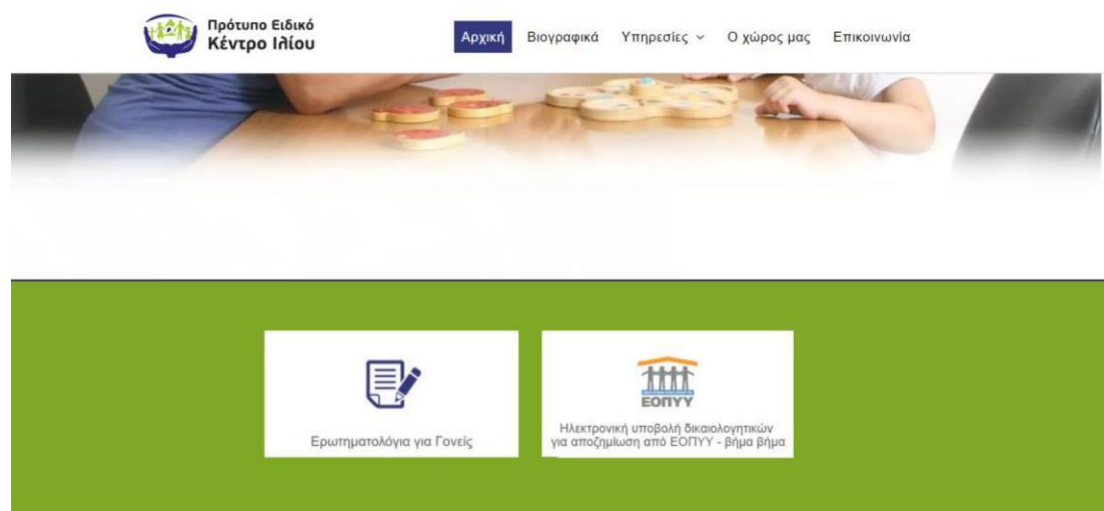 Πρότυπο Ειδικό
Κέντρο Ιλίου
Αρχική Βιογραφικά Υπηρεσίες Ο χώρος μας Επικοινωνία
Ερωτηματολόγια για Γονείς
ΕΟΠΥΥ
Ηλεκτρονική υποβολή δικαιολογητικών
για αποζημίωση από ΕΟΠΥΥ - βήμα βήμα